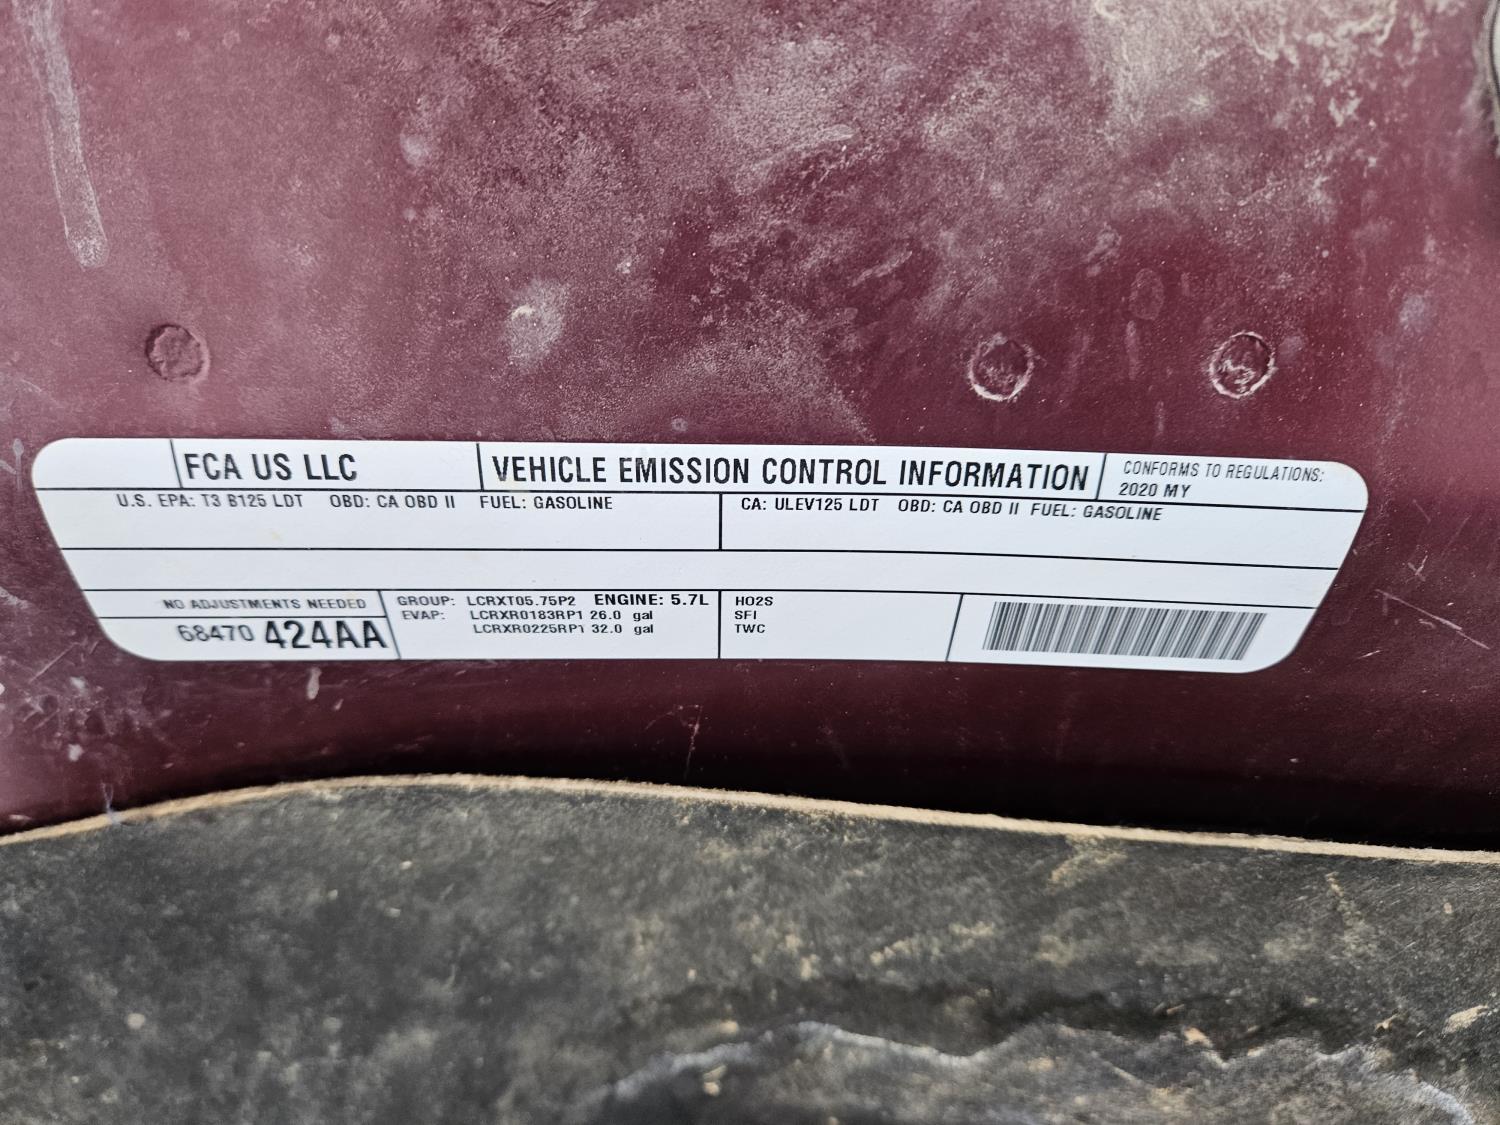 FCA US LLC
VEHICLE EMISSION CONTROL INFORMATION
CONFORMS TO REGULATIONS:
2020 MY
U.S. EPA: T3 B125 LDT OBD: CA OBD II FUEL: GASOLINE
CA: ULEV125 LDT OBD: CA OBD II FUEL: GASOLINE
NO ADJUSTMENTS NEEDED
68470 424AA
GROUP: LCRXT05.75P2 ENGINE: 5.7L
EVAP: LCRXR0183RP1 26.0 gal
LCRXR0225RP1 32.0 gal
HO2S
SFI
TWC